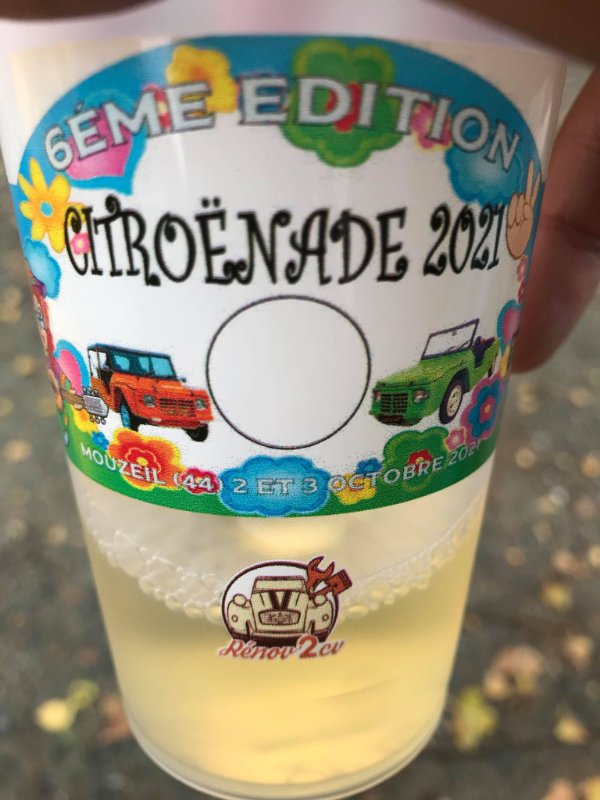 6ÉME EDITION
CITROËNADE 2021
MOUZEIL (44) 2 ET 3 OCTOBRE 2021
Rénov2cv